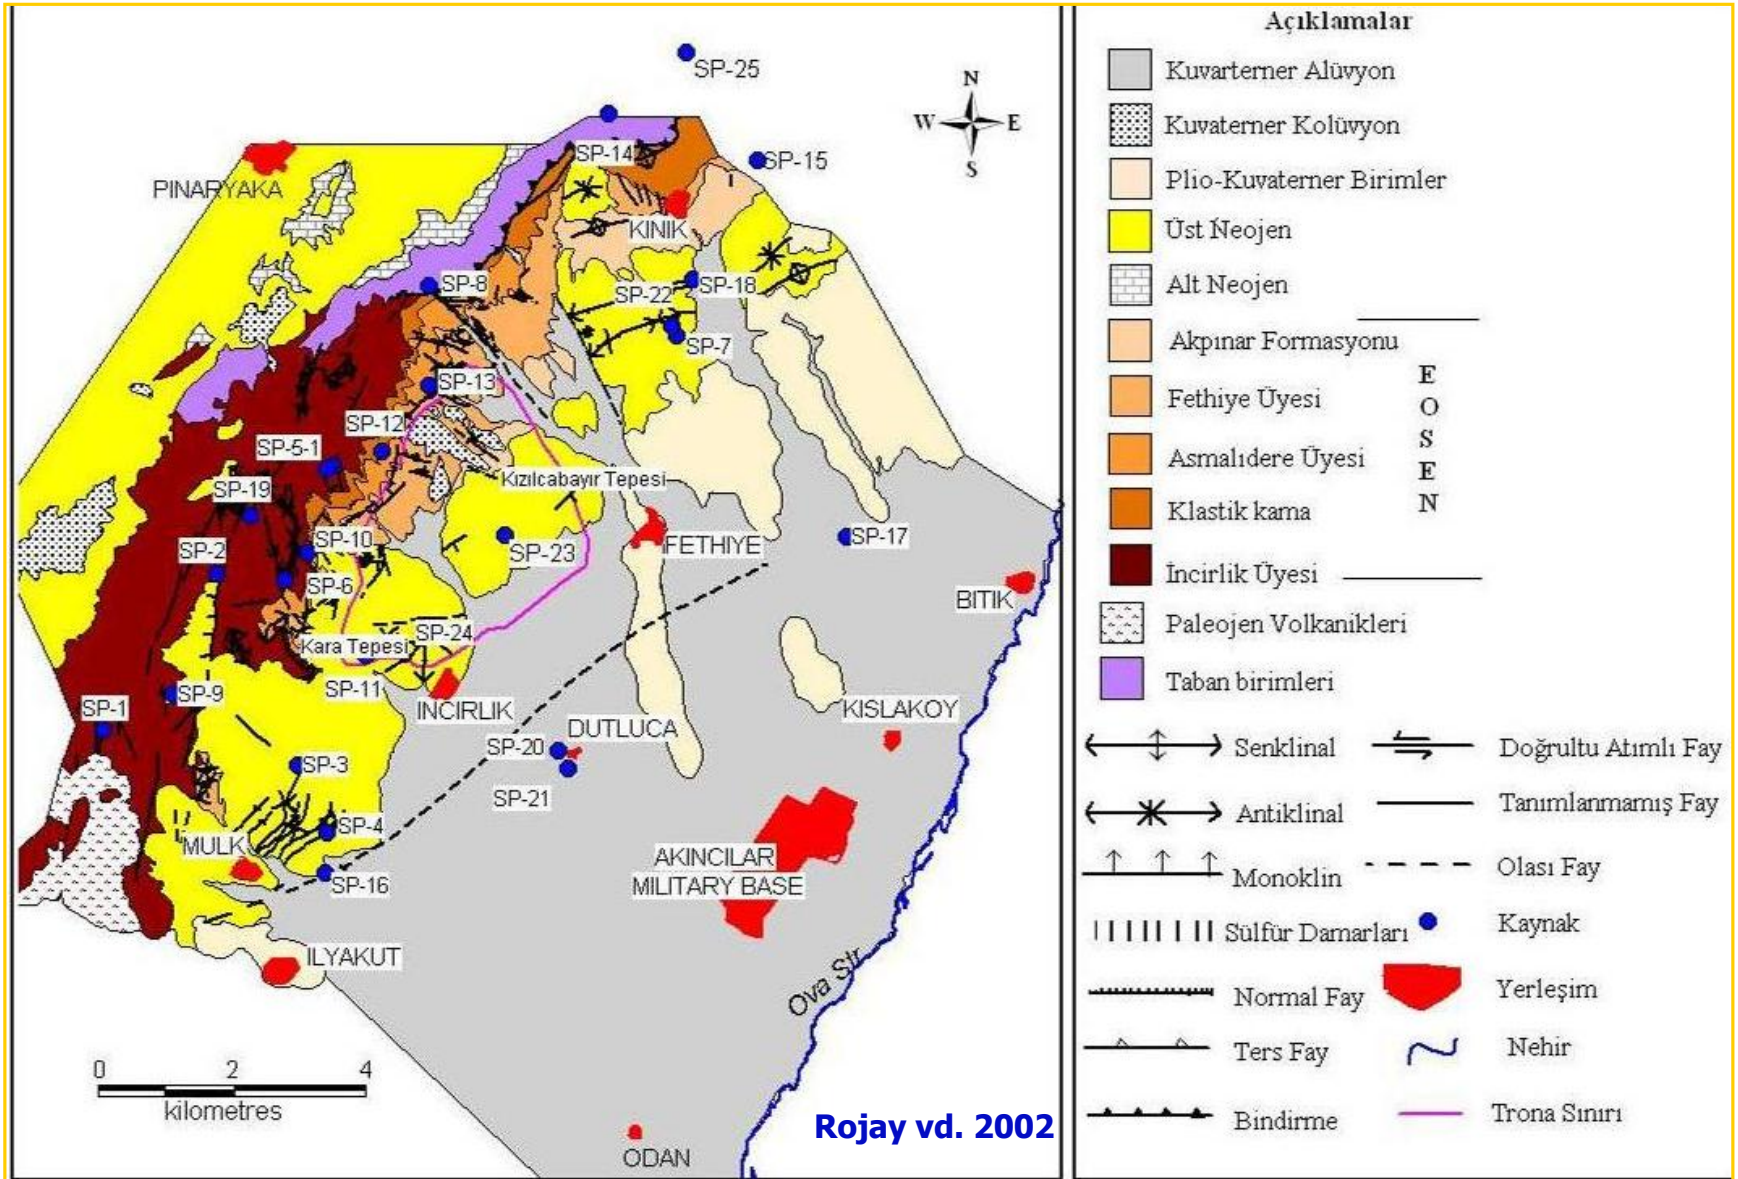 SP-25
N
W
E
S
SP-14
SP-15
PINARYAKA
KINIK
SP-8
SP-22
SP-18
SP-7
SP-13
SP-12
SP-5-1
Kızılcabayır Tepesi
SP-19
SP-10
SP-2
SP-23
FETHIYE
SP-17
SP-6
BITIK
SP-24
Kara Tepesi
SP-11
SP-9
SP-1
INCIRLIK
KISLAKOY
DUTLUCA
SP-20
SP-3
SP-21
SP-4
MULK
AKINCILAR
MILITARY BASE
SP-16
ILYAKUT
Ova Str.
0 2 4
kilometres
Rojay vd. 2002
ODAN
Açıklamalar
Kuvarterner Alüvyon
Kuvaterner Kolüvyon
Plio-Kuvaterner Birimler
Üst Neojen
Alt Neojen
Akpınar Formasyonu
Fethiye Üyesi
Asmalıdere Üyesi
Klastik kama
İncirlik Üyesi
E
O
S
E
N
Paleojen Volkanikleri
Taban birimleri
Senklinal
Doğrultu Atımlı Fay
Antiklinal
Tanımlanmamış Fay
Monoklin
Olası Fay
Sülfür Damarları
Kaynak
Normal Fay
Yerleşim
Ters Fay
Nehir
Bindirme
Trona Sınırı